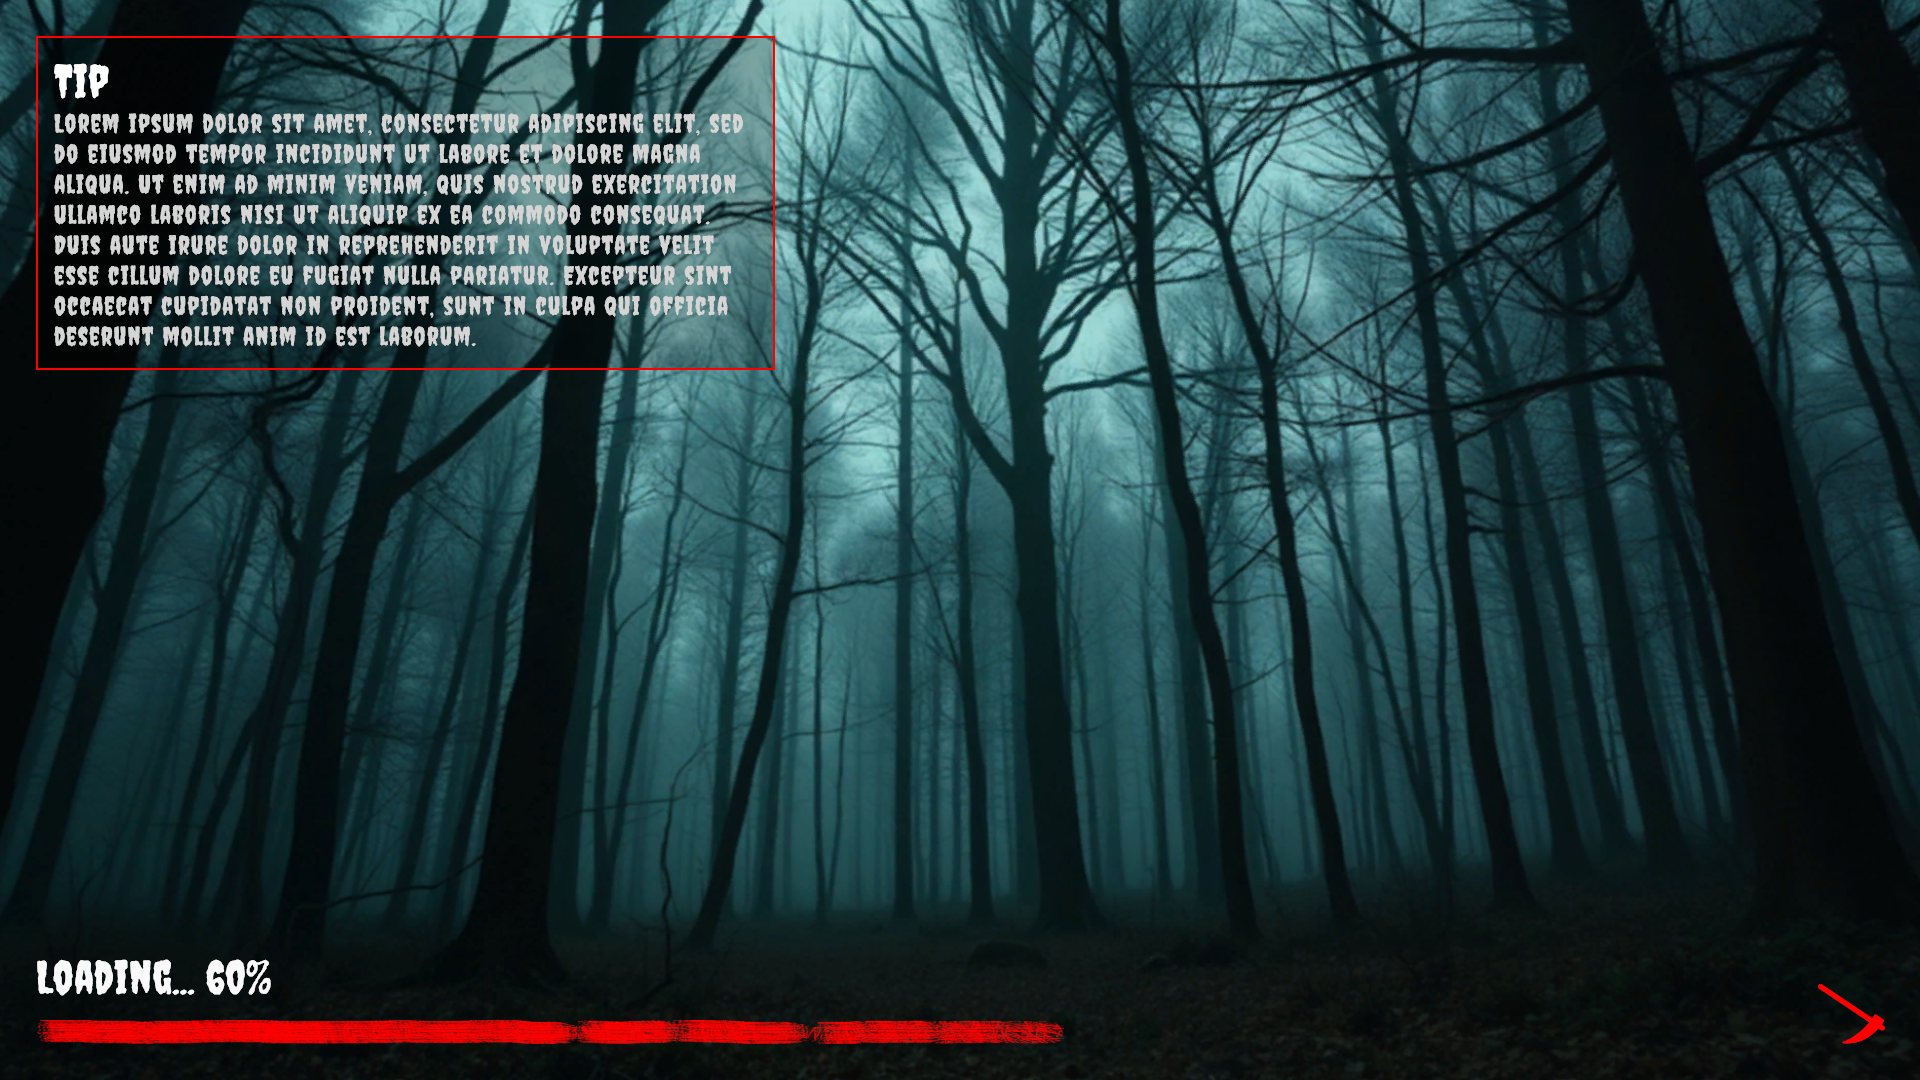 TIP
LOREM IPSUM DOLOR SIT AMET, CONSECTETUR ADIPISCING ELIT, SED
DO EIUSMOD TEMPOR INCIDIDUNT UT LABORE ET DOLORE MAGNA
ALIQUA. UT ENIM AD MINIM VENIAM, QUIS NOSTRUD EXERCITATION
ULLAMCO LABORIS NISI UT ALIQUIP EX EA COMMODO CONSEQUAT.
DUIS AUTE IRURE DOLOR IN REPREHENDERIT IN VOLUPTATE VELIT
ESSE CILLUM DOLORE EU FUGIAT NULLA PARIATUR. EXCEPTEUR SINT
OCCAECAT CUPIDATAT NON PROIDENT, SUNT IN CULPA QUI OFFICIA
DESERUNT MOLLIT ANIM ID EST LABORUM.
LOADING... 60%